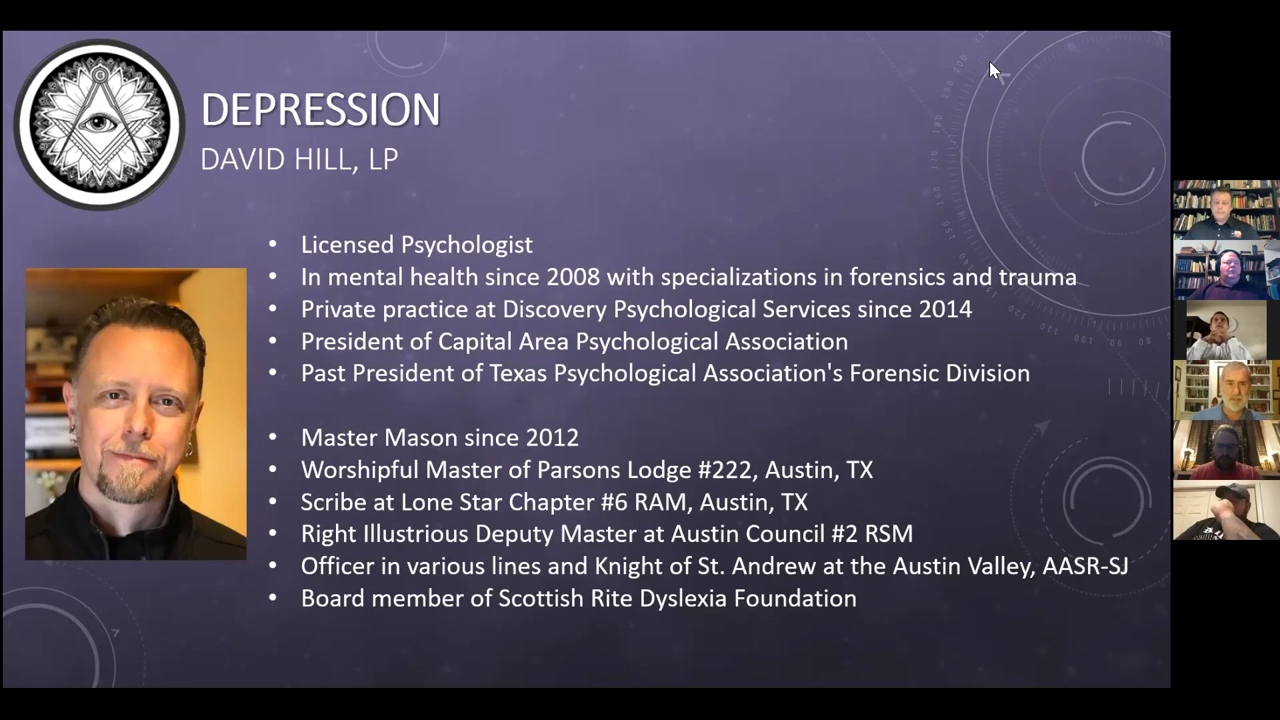 DEPRESSION
DAVID HILL, LP
• Licensed Psychologist
• In mental health since 2008 with specializations in forensics and trauma
• Private practice at Discovery Psychological Services since 2014
• President of Capital Area Psychological Association
• Past President of Texas Psychological Association's Forensic Division
• Master Mason since 2012
• Worshipful Master of Parsons Lodge #222, Austin, TX
• Scribe at Lone Star Chapter #6 RAM, Austin, TX
• Right Illustrious Deputy Master at Austin Council #2 RSM
• Officer in various lines and Knight of St. Andrew at the Austin Valley, AASR-SJ
• Board member of Scottish Rite Dyslexia Foundation